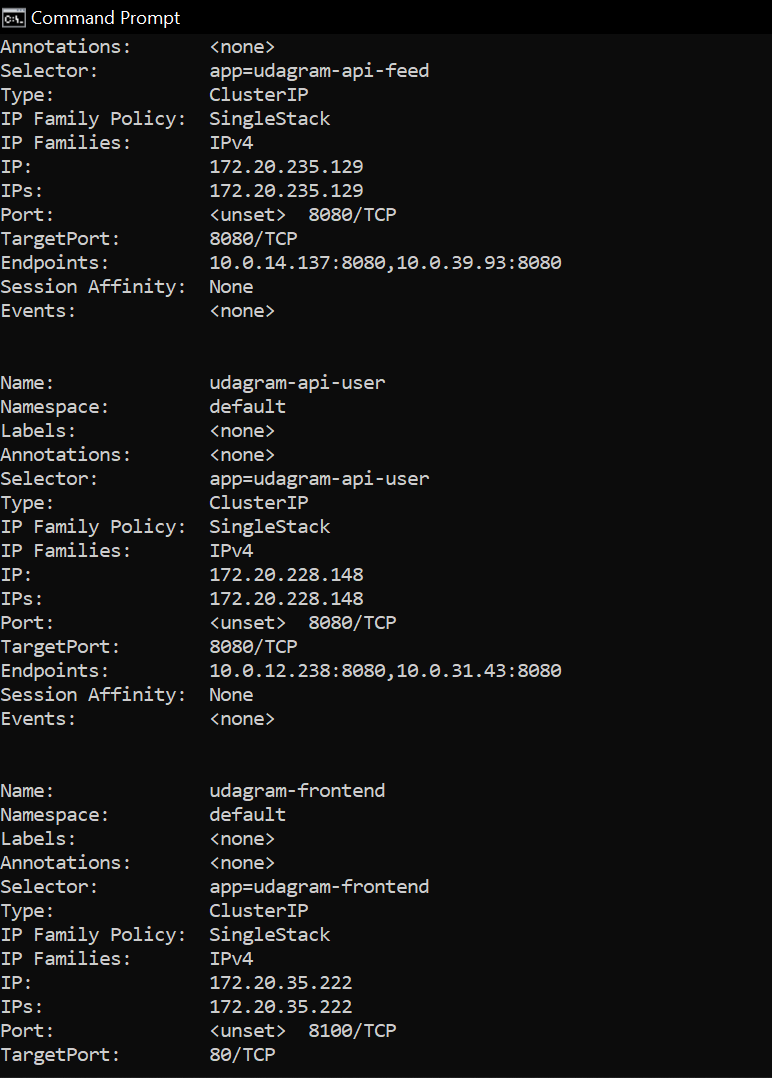 Command Prompt
Annotations:       <none>
Selector:          app=udagram-api-feed
Type:              ClusterIP
IP Family Policy:  SingleStack
IP Families:       IPv4
IP:                172.20.235.129
IPs:               172.20.235.129
Port:              <unset>  8080/TCP
TargetPort:        8080/TCP
Endpoints:         10.0.14.137:8080,10.0.39.93:8080
Session Affinity:  None
Events:            <none>
Name:              udagram-api-user
Namespace:         default
Labels:            <none>
Annotations:       <none>
Selector:          app=udagram-api-user
Type:              ClusterIP
IP Family Policy:  SingleStack
IP Families:       IPv4
IP:                172.20.228.148
IPs:               172.20.228.148
Port:              <unset>  8080/TCP
TargetPort:        8080/TCP
Endpoints:         10.0.12.238:8080,10.0.31.43:8080
Session Affinity:  None
Events:            <none>
Name:              udagram-frontend
Namespace:         default
Labels:            <none>
Annotations:       <none>
Selector:          app=udagram-frontend
Type:              ClusterIP
IP Family Policy:  SingleStack
IP Families:       IPv4
IP:                172.20.35.222
IPs:               172.20.35.222
Port:              <unset>  8100/TCP
TargetPort:        80/TCP